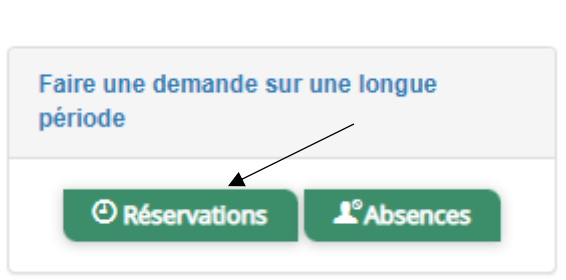 Faire une demande sur une longue
période
Réservations Absences